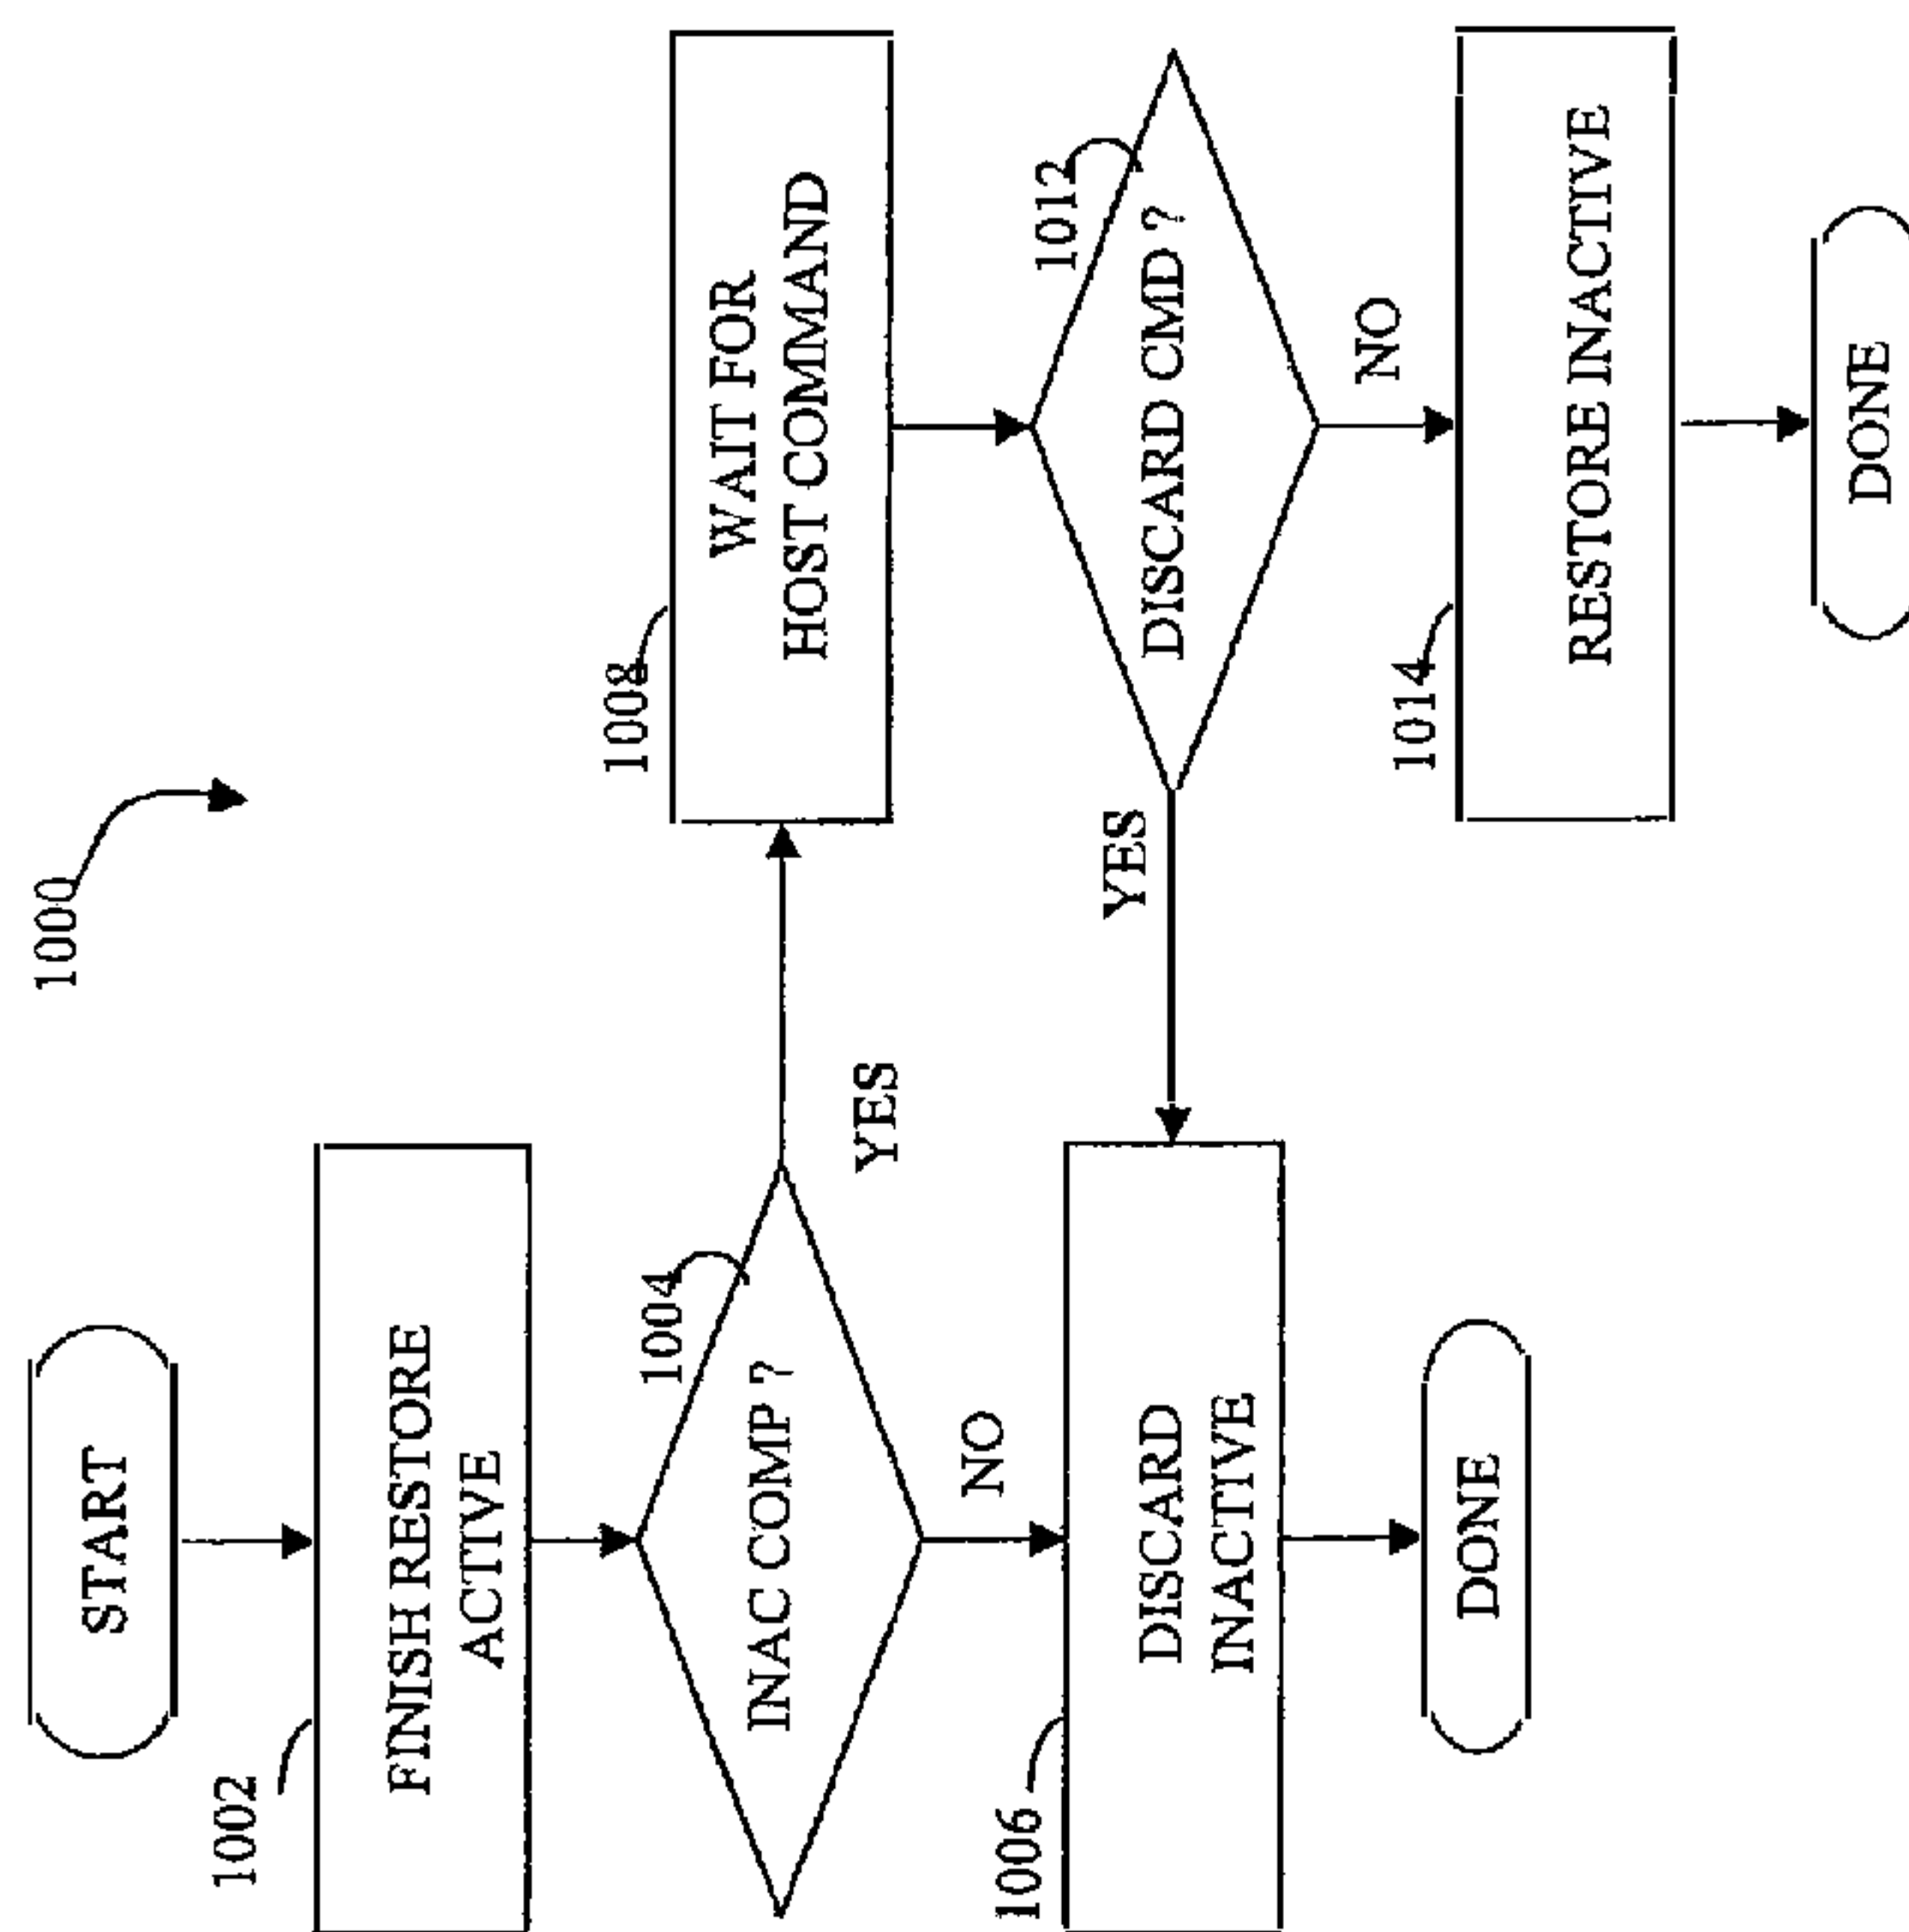 1000
START
1002
FINISH RESTORE
ACTIVE
1004
INAC COMP ?
YES
NO
1006
DISCARD
INACTIVE
DONE
1008
WAIT FOR
HOST COMMAND
1012
DISCARD CMD ?
YES
NO
1014
RESTORE INACTIVE
DONE